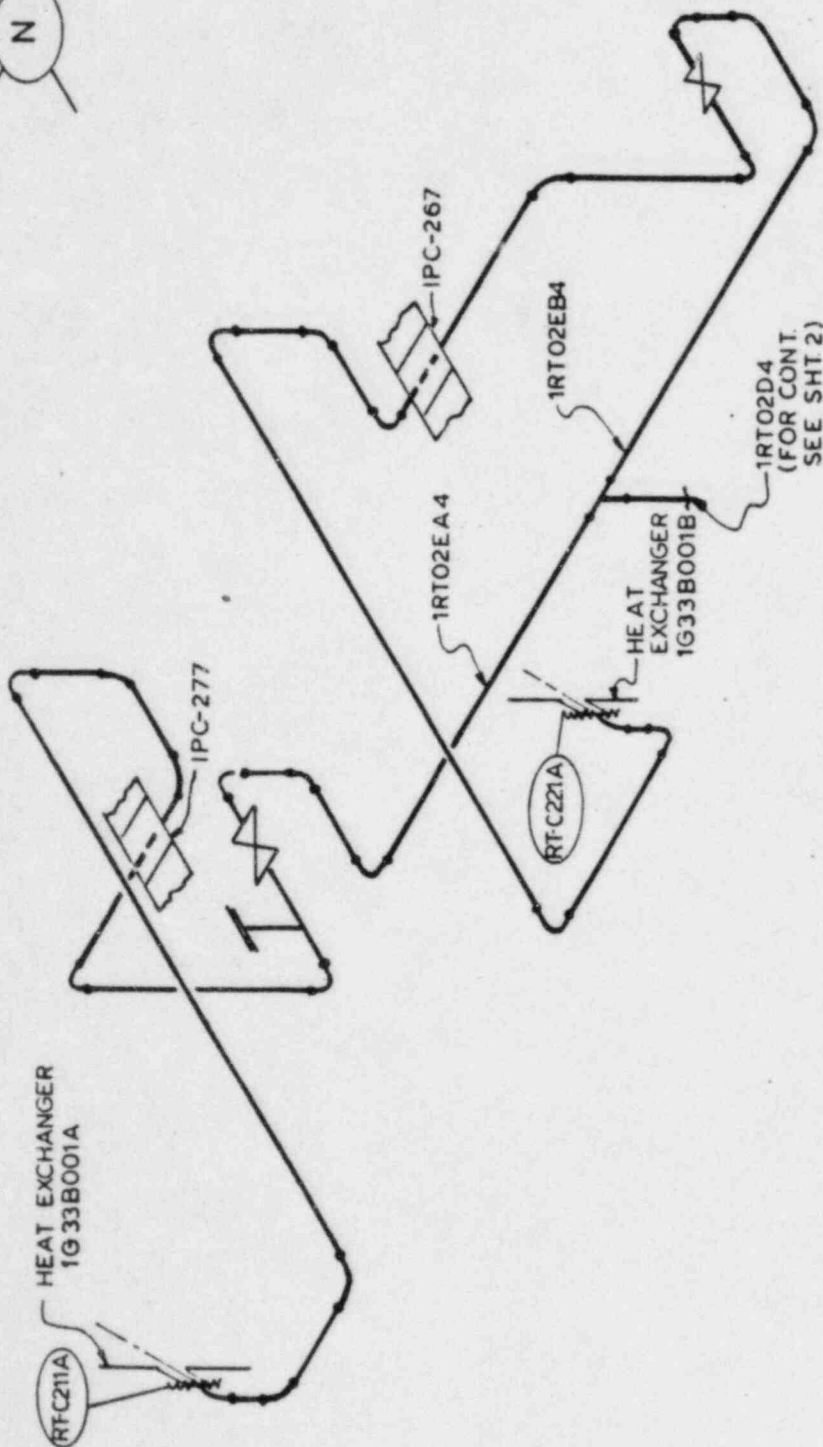 N
HEAT EXCHANGER
1G33B001A
RT-C211A
IPC-277
IPC-267
1RT02EA4
1RT02EB4
RT-C221A
HEAT
EXCHANGER
1G33B001B
1RT02D4
(FOR CONT.
SEE SHT. 2)